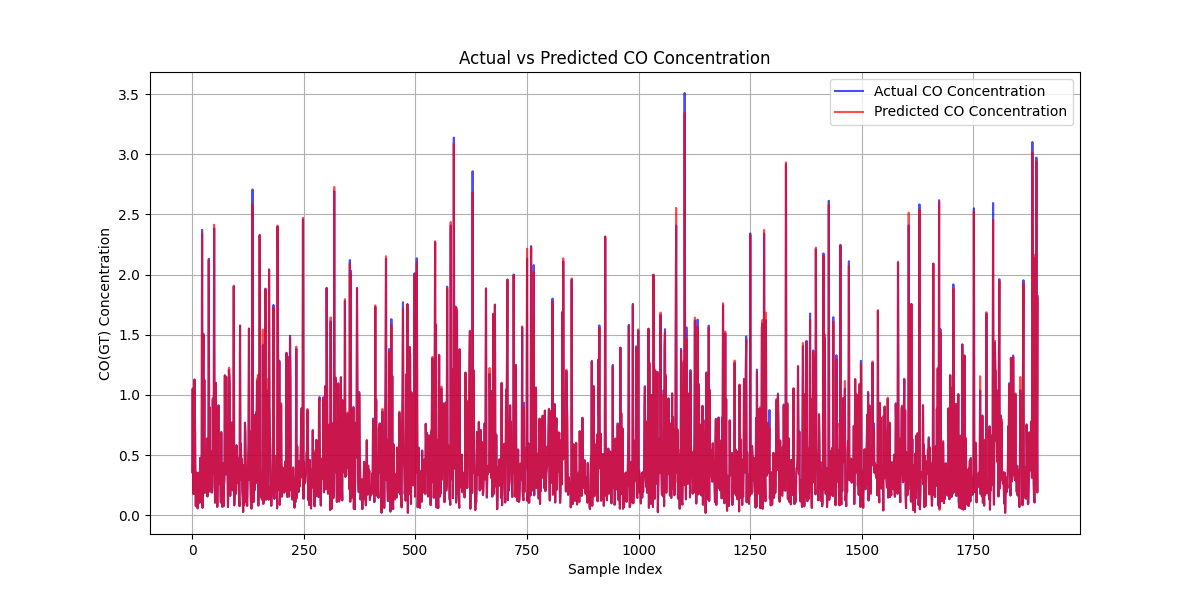 Actual vs Predicted CO Concentration
Actual CO Concentration
Predicted CO Concentration
CO(GT) Concentration
3.5
3.0
2.5
2.0
1.5
1.0
0.5
0.0
0 250 500 750 1000 1250 1500 1750
Sample Index